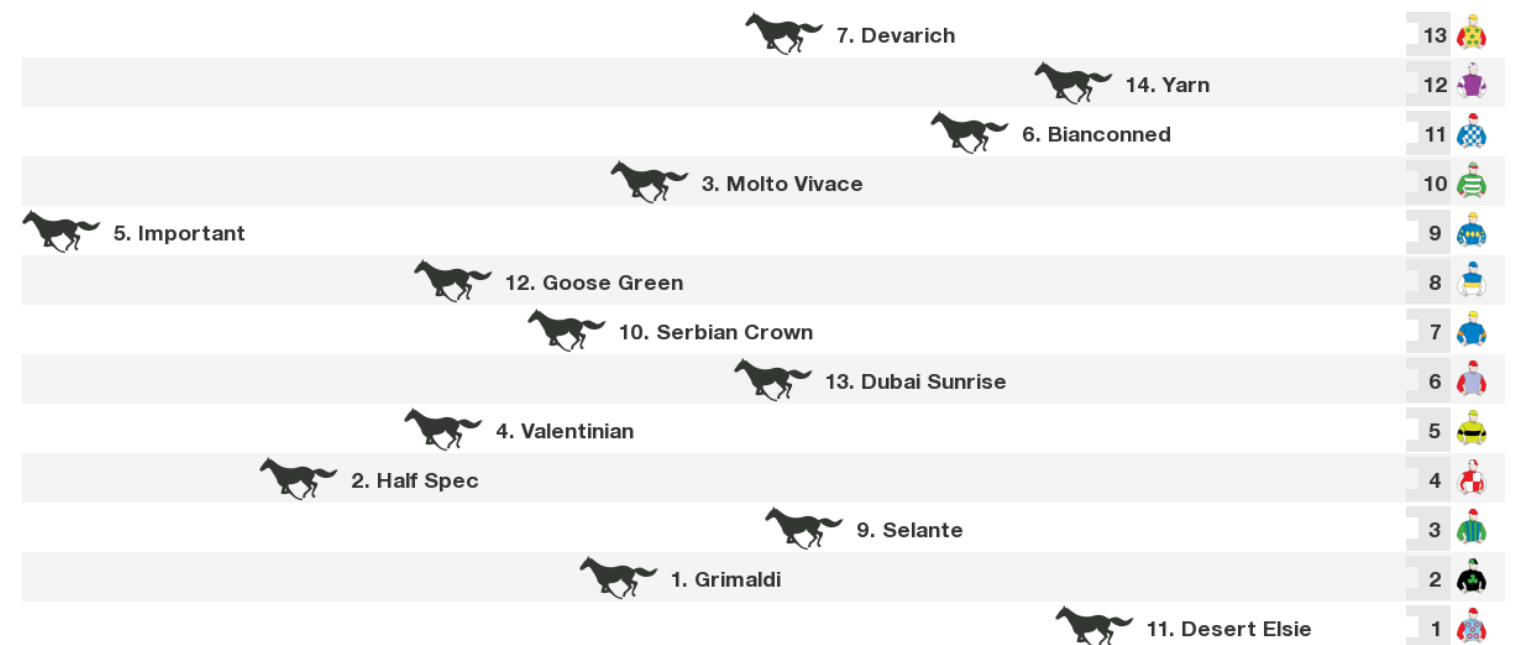 7. Devarich 13
14. Yarn 12
6. Bianconned 11
3. Molto Vivace 10
5. Important 9
12. Goose Green 8
10. Serbian Crown 7
13. Dubai Sunrise 6
4. Valentinian 5
2. Half Spec 4
9. Selante 3
1. Grimaldi 2
11. Desert Elsie 1